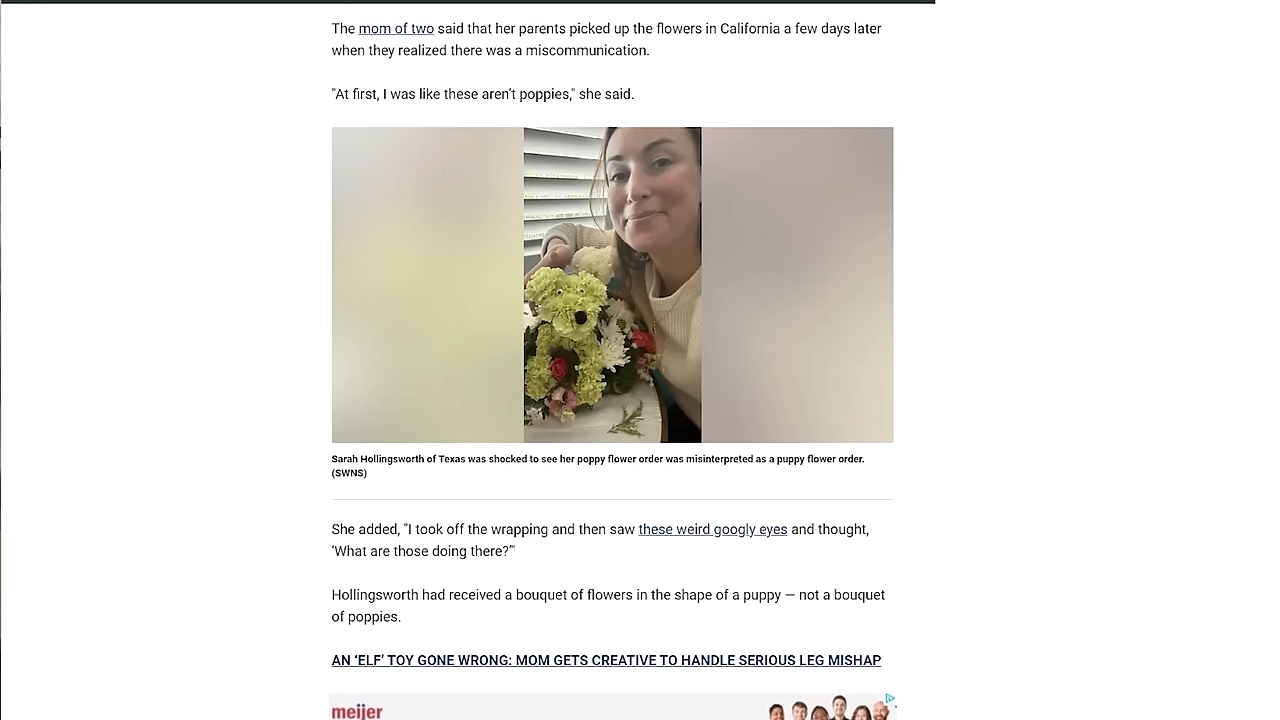 The mom of two said that her parents picked up the flowers in California a few days later
when they realized there was a miscommunication.
"At first, I was like these aren’t poppies," she said.
Sarah Hollingsworth of Texas was shocked to see her poppy flower order was misinterpreted as a puppy flower order.
(SWNS)
She added, "I took off the wrapping and then saw these weird googly eyes and thought,
‘What are those doing there?’"
Hollingsworth had received a bouquet of flowers in the shape of a puppy — not a bouquet
of poppies.
AN ‘ELF’ TOY GONE WRONG: MOM GETS CREATIVE TO HANDLE SERIOUS LEG MISHAP
meijer